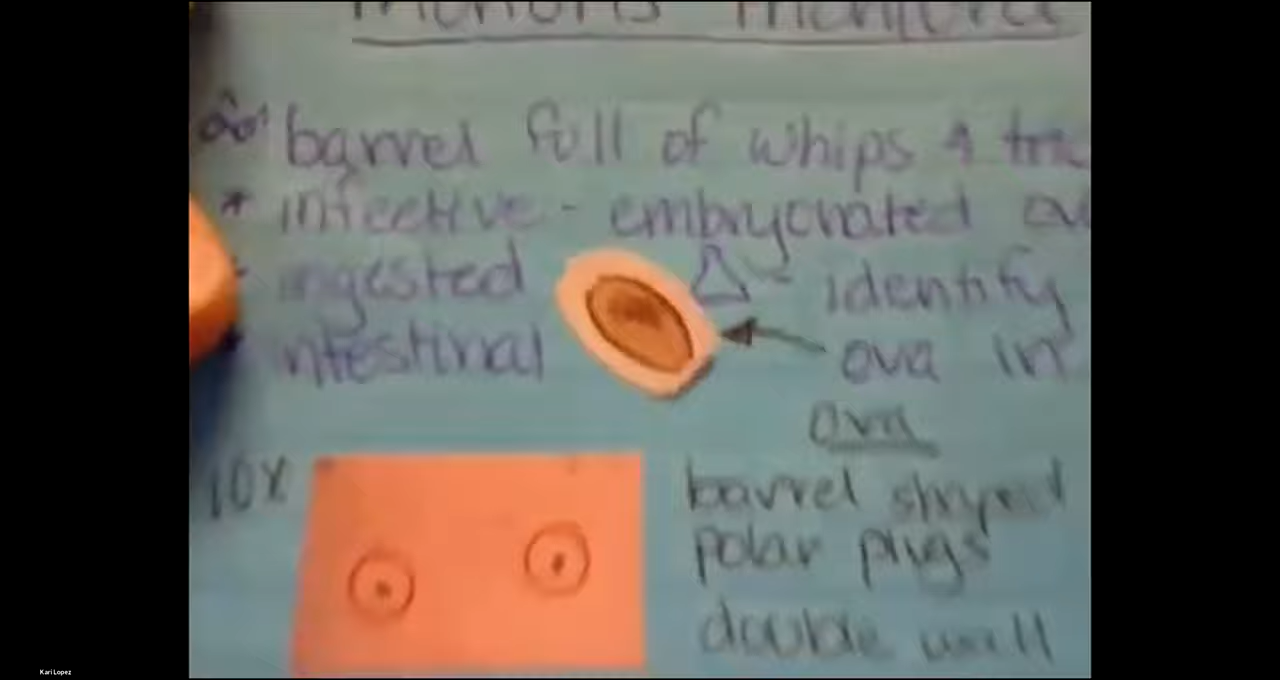 barrel full of whips &
* infective - embryonated
ingested △ - identify
intestinal ova in
ova
10X barrel shaped
polar plugs
double wall
Kari Lopez